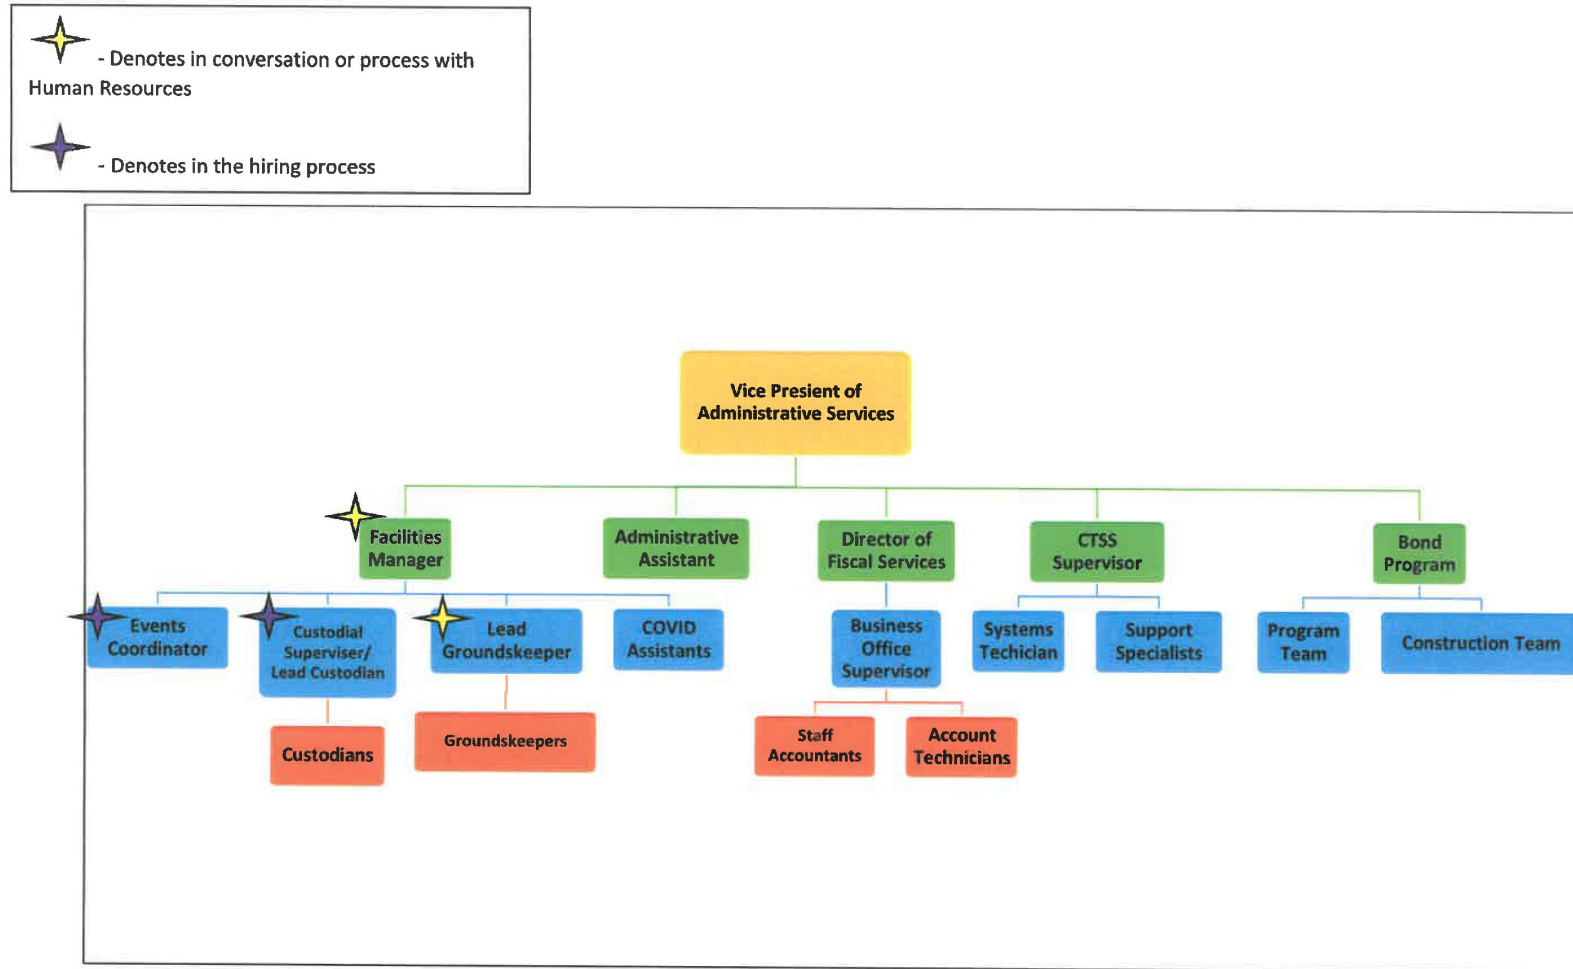 - Denotes in conversation or process with
Human Resources
- Denotes in the hiring process
Vice Presient of
Administrative Services
Facilities
Manager
Administrative
Assistant
Director of
Fiscal Services
CTSS
Supervisor
Bond
Program
Events
Coordinator
Custodial
Superviser/
Lead Custodian
Lead
Groundskeeper
COVID
Assistants
Business
Office
Supervisor
Systems
Techician
Support
Specialists
Program
Team
Construction Team
Custodians
Groundskeepers
Staff
Accountants
Account
Technicians